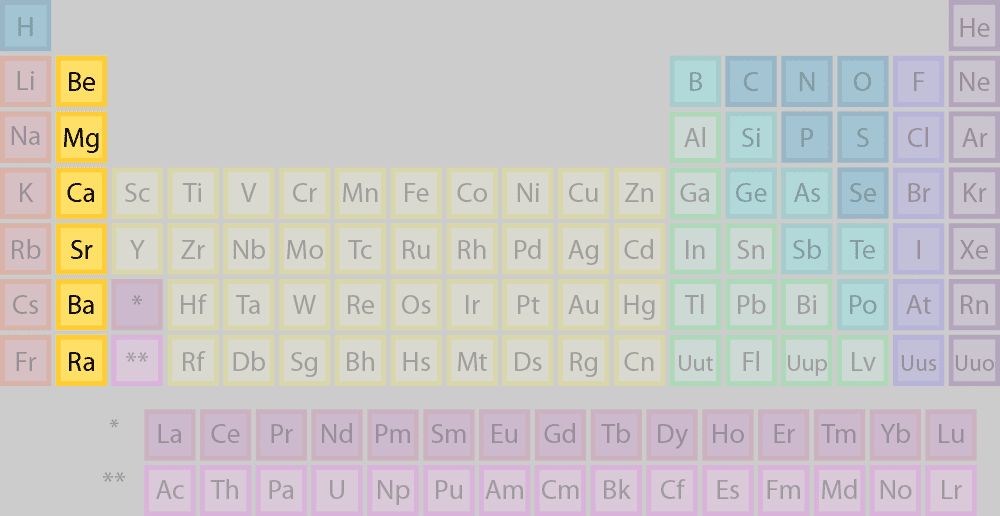 H He
Li Be B C N O F Ne
Na Mg Al Si P S Cl Ar
K Ca Sc Ti V Cr Mn Fe Co Ni Cu Zn Ga Ge As Se Br Kr
Rb Sr Y Zr Nb Mo Tc Ru Rh Pd Ag Cd In Sn Sb Te I Xe
Cs Ba * Hf Ta W Re Os Ir Pt Au Hg Tl Pb Bi Po At Rn
Fr Ra ** Rf Db Sg Bh Hs Mt Ds Rg Cn Uut Fl Uup Lv Uus Uuo
* La Ce Pr Nd Pm Sm Eu Gd Tb Dy Ho Er Tm Yb Lu
** Ac Th Pa U Np Pu Am Cm Bk Cf Es Fm Md No Lr